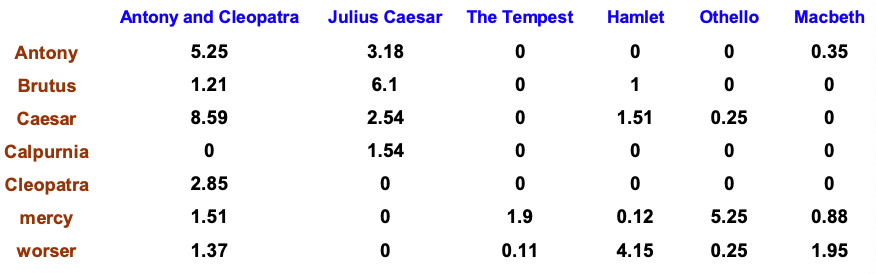 Antony and Cleopatra Julius Caesar The Tempest Hamlet Othello Macbeth
Antony 5.25 3.18 0 0 0 0.35
Brutus 1.21 6.1 0 1 0 0
Caesar 8.59 2.54 0 1.51 0.25 0
Calpurnia 0 1.54 0 0 0 0
Cleopatra 2.85 0 0 0 0 0
mercy 1.51 0 1.9 0.12 5.25 0.88
worser 1.37 0 0.11 4.15 0.25 1.95